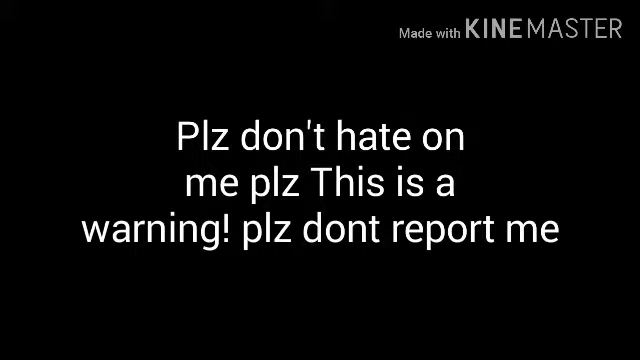 Made with KINEMASTER
Plz don't hate on
me plz This is a
warning! plz dont report me